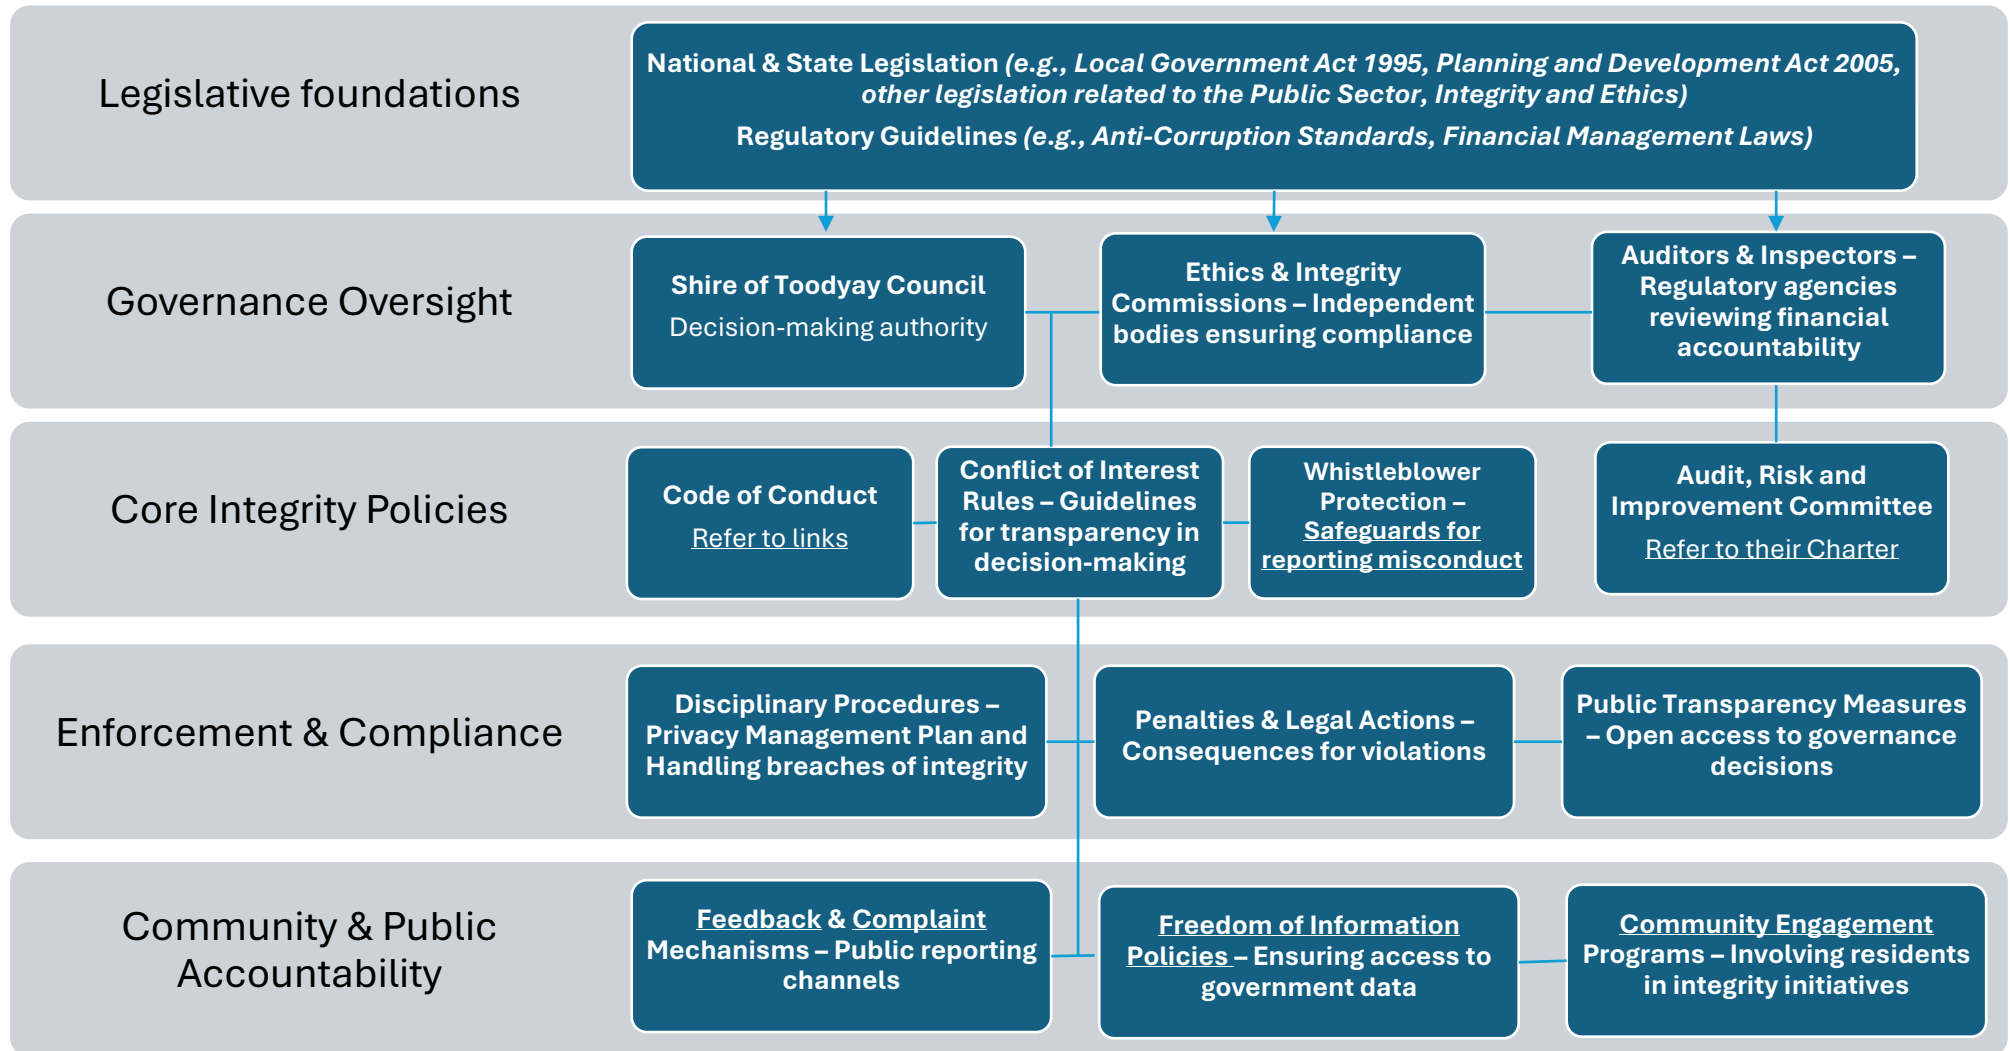 Legislative foundations
National & State Legislation (e.g., Local Government Act 1995, Planning and Development Act 2005,
other legislation related to the Public Sector, Integrity and Ethics)
Regulatory Guidelines (e.g., Anti-Corruption Standards, Financial Management Laws)
Governance Oversight
Shire of Toodyay Council
Decision-making authority
Ethics & Integrity
Commissions – Independent
bodies ensuring compliance
Auditors & Inspectors –
Regulatory agencies
reviewing financial
accountability
Core Integrity Policies
Code of Conduct
Refer to links
Conflict of Interest
Rules – Guidelines
for transparency in
decision-making
Whistleblower
Protection –
Safeguards for
reporting misconduct
Audit, Risk and
Improvement Committee
Refer to their Charter
Enforcement & Compliance
Disciplinary Procedures –
Privacy Management Plan and
Handling breaches of integrity
Penalties & Legal Actions –
Consequences for violations
Public Transparency Measures
– Open access to governance
decisions
Community & Public
Accountability
Feedback & Complaint
Mechanisms – Public reporting
channels
Freedom of Information
Policies – Ensuring access to
government data
Community Engagement
Programs – Involving residents
in integrity initiatives